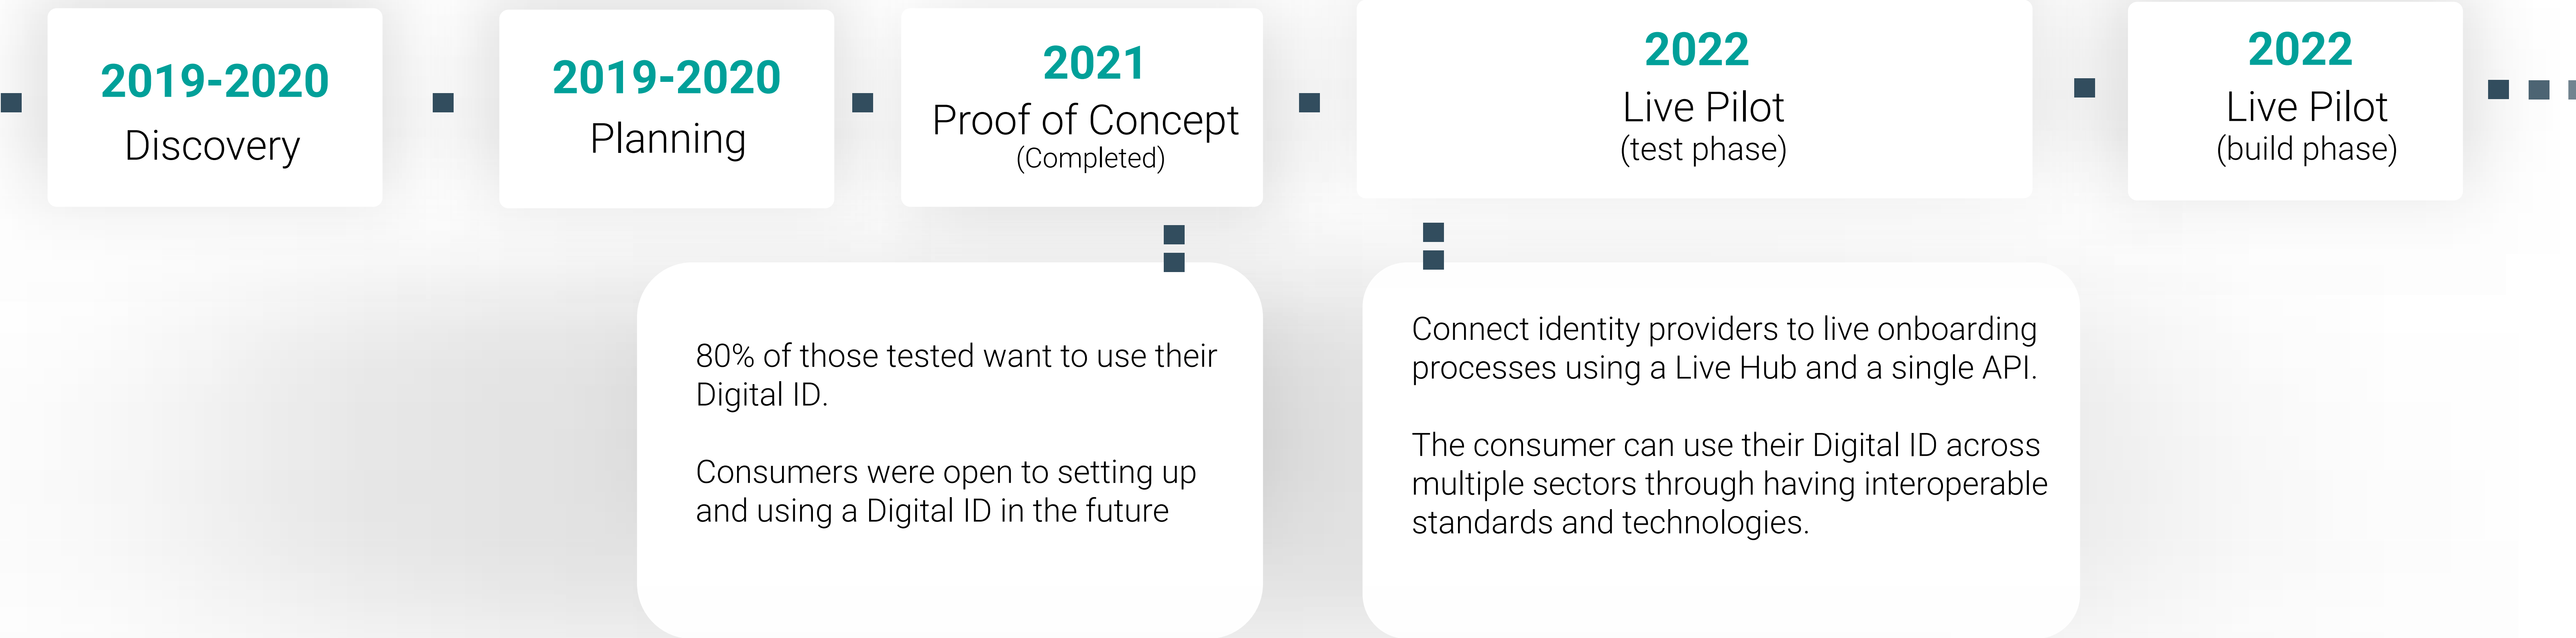 2019-2020
Discovery
2019-2020
Planning
2021
Proof of Concept
(Completed)
2022
Live Pilot
(test phase)
2022
Live Pilot
(build phase)
80% of those tested want to use their
Digital ID.
Consumers were open to setting up
and using a Digital ID in the future
Connect identity providers to live onboarding
processes using a Live Hub and a single API.
The consumer can use their Digital ID across
multiple sectors through having interoperable
standards and technologies.